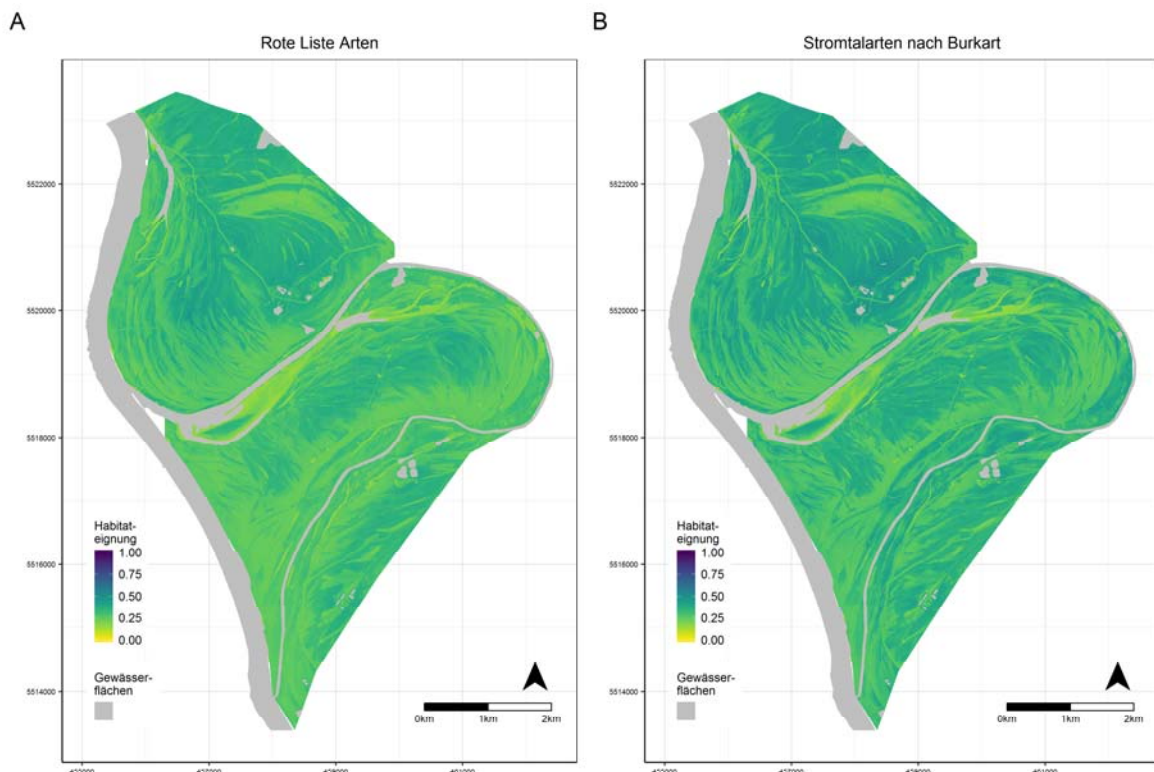 A
Rote Liste Arten
5522000
5520000
5518000
5516000
5514000
Habitat-
eignung
1.00
0.75
0.50
0.25
0.00
Gewässer-
flächen
0km
1km
2km
B
Stromtalarten nach Burkart
5522000
5520000
5518000
5516000
5514000
Habitat-
eignung
1.00
0.75
0.50
0.25
0.00
Gewässer-
flächen
0km
1km
2km